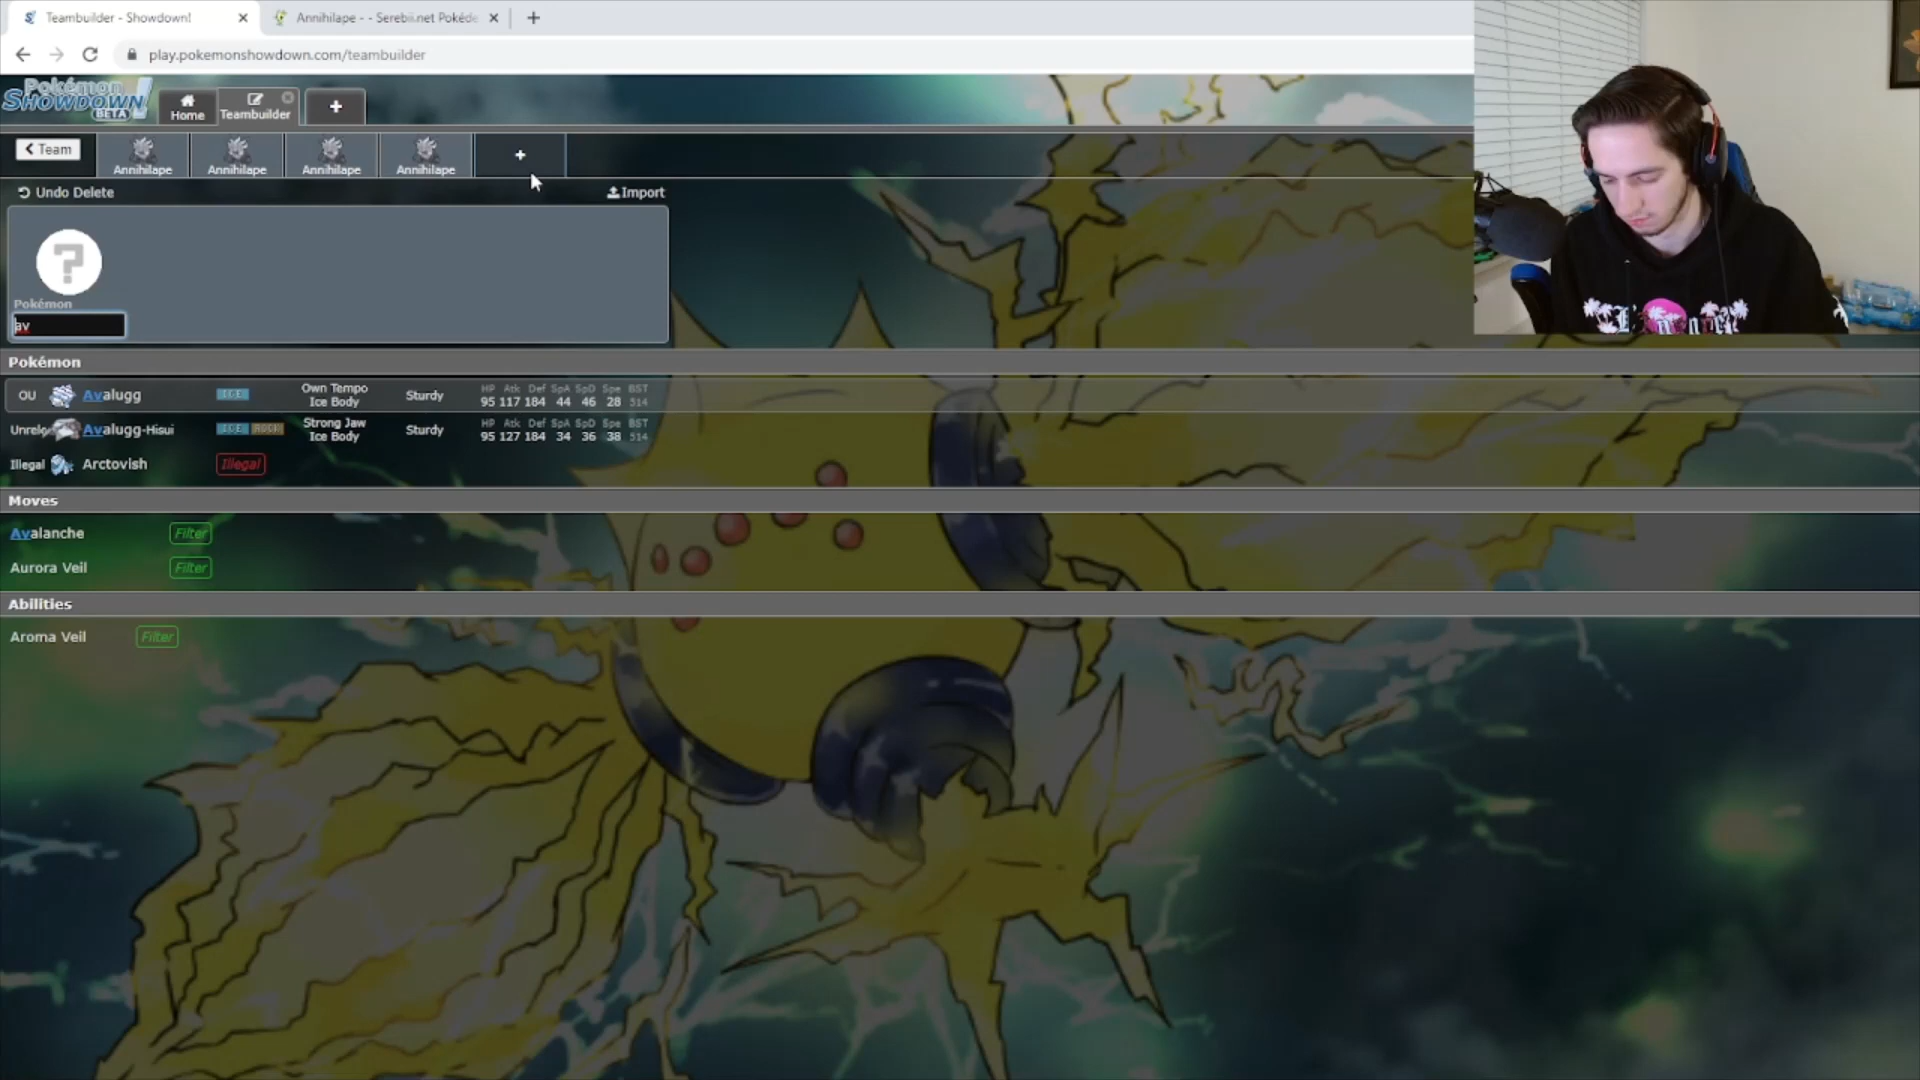 Teambuilder - Showdown!
Annihilape - - Serebii.net Pokéde
play.pokemonshowdown.com/teambuilder
Pokémon
SHOWDOWN!
BETA
Home
Teambuilder
+
Team
Annihilape
Annihilape
Annihilape
Annihilape
+
Undo Delete
Import
?
Pokémon
av
Pokémon
OU Avalugg ICE Own Tempo Ice Body Sturdy HP 95 Atk 117 Def 184 SpA 44 SpD 46 Spe 28 BST 514
Avalugg-Hisui ICE ROCK Strong Jaw Ice Body Sturdy HP 95 Atk 127 Def 184 SpA 34 SpD 36 Spe 38 BST 514
Illegal Arctovish Illegal
Moves
Avalanche Filter
Aurora Veil Filter
Abilities
Aroma Veil Filter